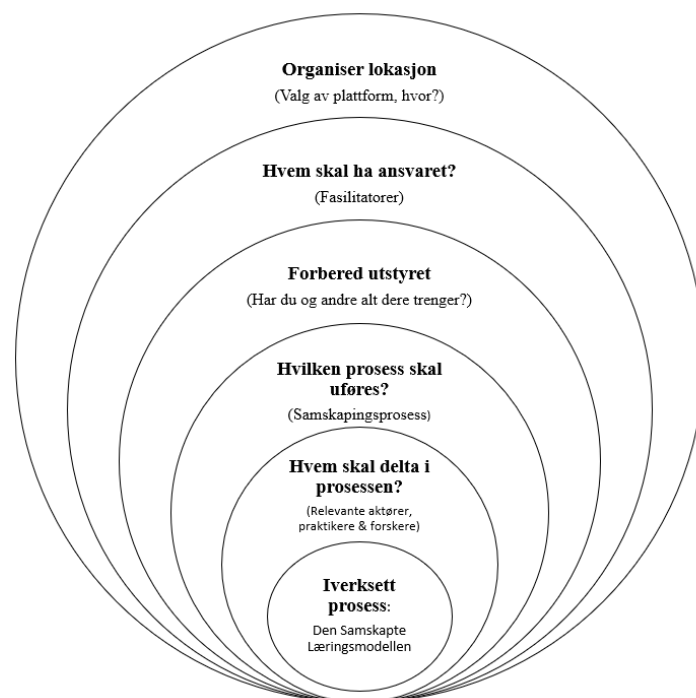 Organiser lokasjon
(Valg av plattform, hvor?)
Hvem skal ha ansvaret?
(Fasilitatorer)
Forbered utstyret
(Har du og andre alt dere trenger?)
Hvilken prosess skal
uføres?
(Samskapingsprosess)
Hvem skal delta i
prosessen?
(Relevante aktører,
praktikere & forskere)
Iverksett
prosess:
Den Samskapte
Læringsmodellen